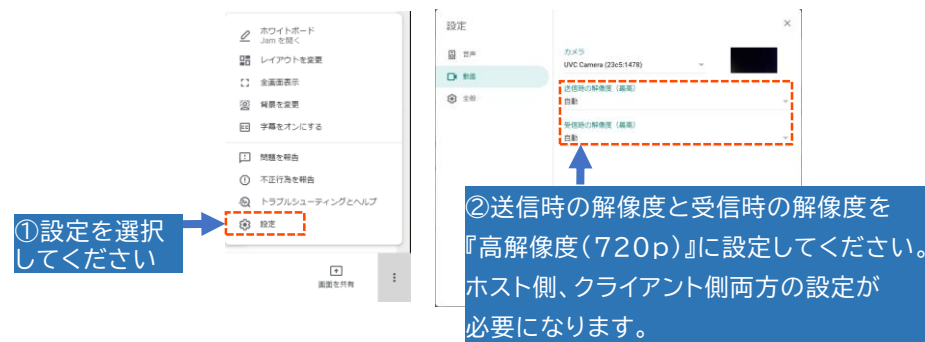 ホワイトボード
Jam を開く
レイアウトを変更
全画面表示
背景を変更
字幕をオンにする
問題を報告
不正行為を報告
トラブルシューティングとヘルプ
設定
画面を共有
①設定を選択
してください
設定
音声
動画
全般
カメラ
UVC Camera (23c5:1478)
送信時の解像度（最高）
自動
受信時の解像度（最高）
自動
②送信時の解像度と受信時の解像度を
『高解像度(720p)』に設定してください。
ホスト側、クライアント側両方の設定が
必要になります。